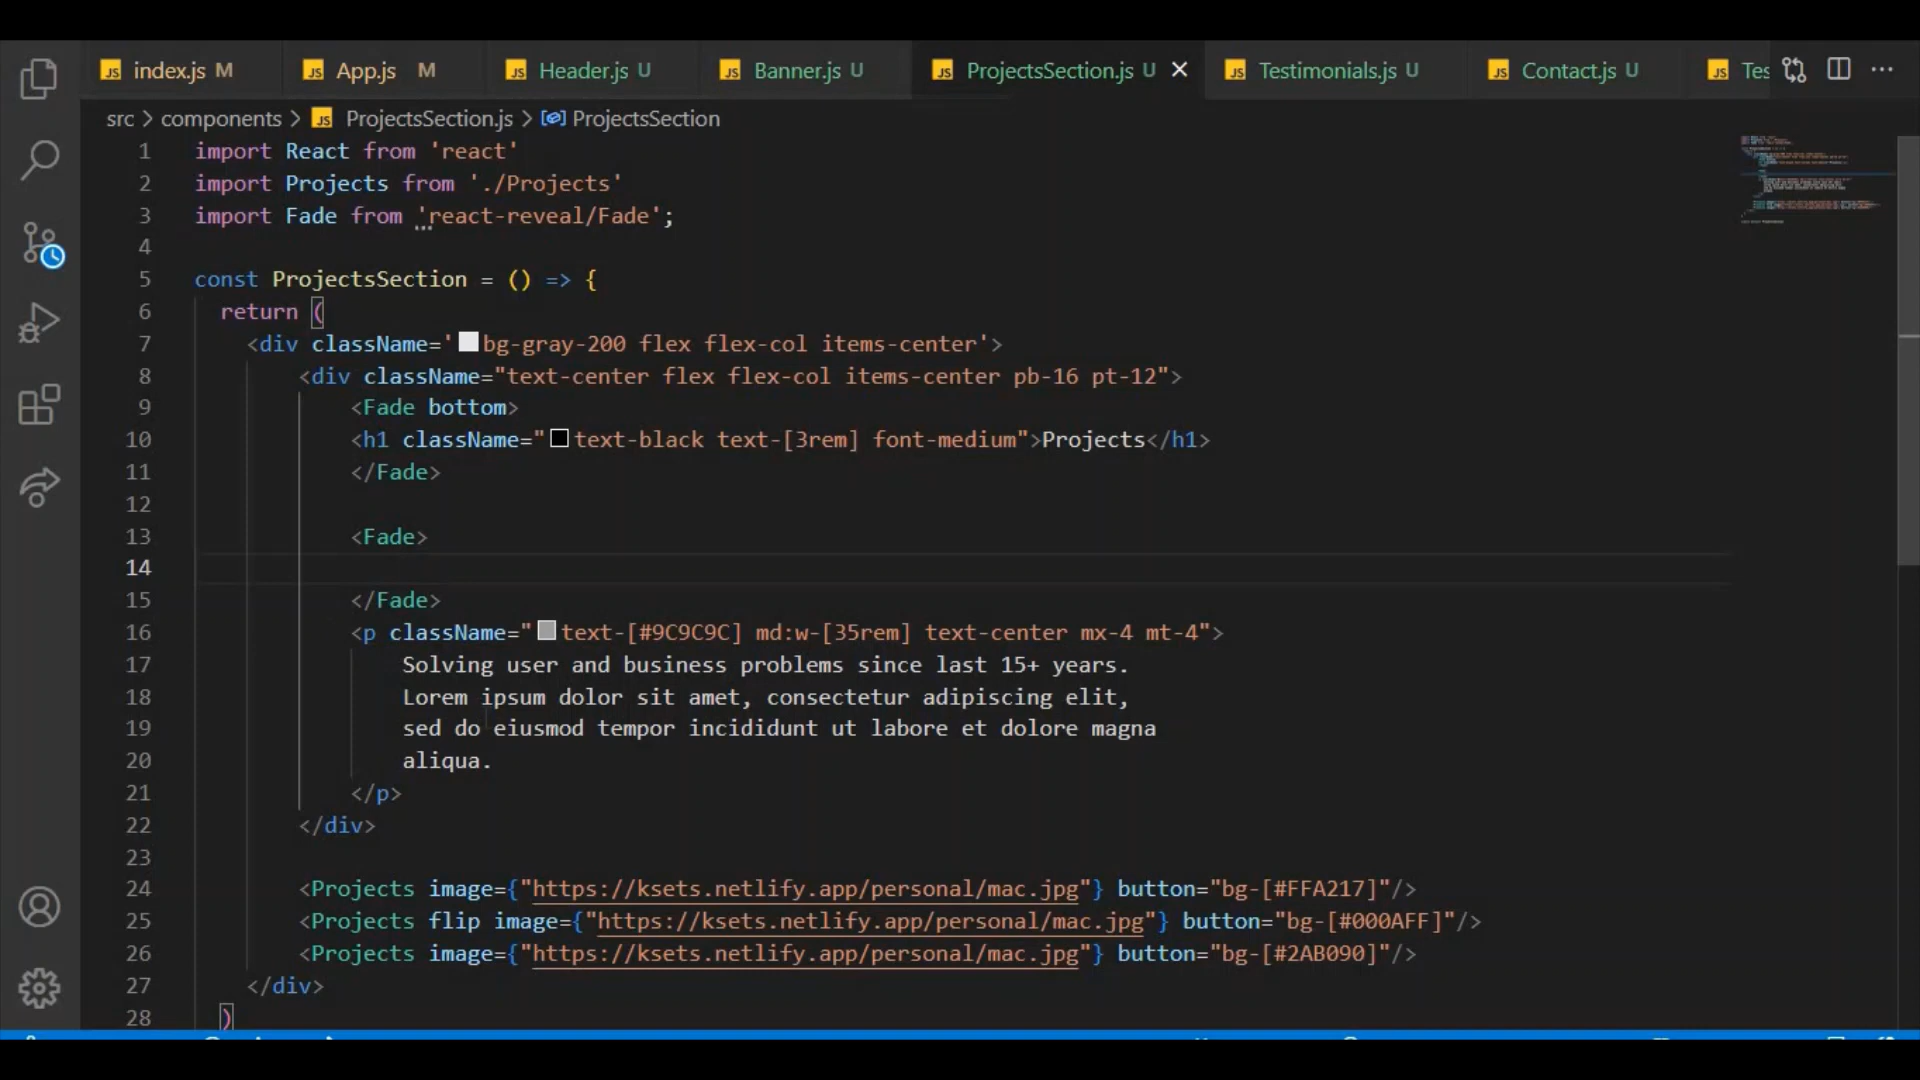 index.js M App.js M Header.js U Banner.js U ProjectsSection.js U Testimonials.js U Contact.js U Tes
src > components > ProjectsSection.js > ProjectsSection
1 import React from 'react'
2 import Projects from './Projects'
3 import Fade from 'react-reveal/Fade';
4
5 const ProjectsSection = () => {
6 return (
7 <div className='bg-gray-200 flex flex-col items-center'>
8 <div className="text-center flex flex-col items-center pb-16 pt-12">
9 <Fade bottom>
10 <h1 className="text-black text-[3rem] font-medium">Projects</h1>
11 </Fade>
12
13 <Fade>
14
15 </Fade>
16 <p className="text-[#9C9C9C] md:w-[35rem] text-center mx-4 mt-4">
17 Solving user and business problems since last 15+ years.
18 Lorem ipsum dolor sit amet, consectetur adipiscing elit,
19 sed do eiusmod tempor incididunt ut labore et dolore magna
20 aliqua.
21 </p>
22 </div>
23
24 <Projects image={"https://ksets.netlify.app/personal/mac.jpg"} button="bg-[#FFA217]"/>
25 <Projects flip image={"https://ksets.netlify.app/personal/mac.jpg"} button="bg-[#000AFF]"/>
26 <Projects image={"https://ksets.netlify.app/personal/mac.jpg"} button="bg-[#2AB090]"/>
27 </div>
28 )